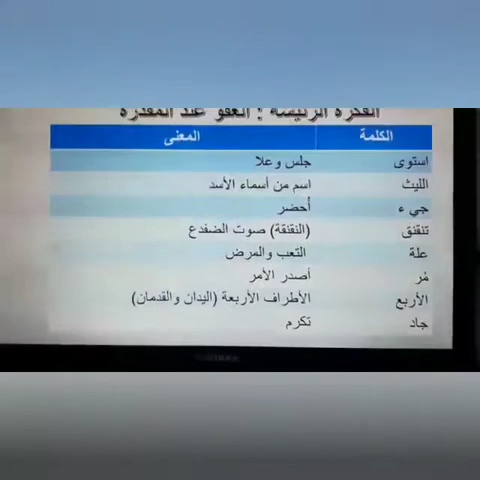 الفكرة الرئيسة : العفو عند المقدرة
الكلمة المعنى
استوى جلس وعلا
الليث اسم من أسماء الأسد
جيء أحضر
تنقنق (النقنقة) صوت الضفدع
علة التعب والمرض
مُر أصدر الأمر
الأربع الأطراف الأربعة (اليدان والقدمان)
جاد تكرم